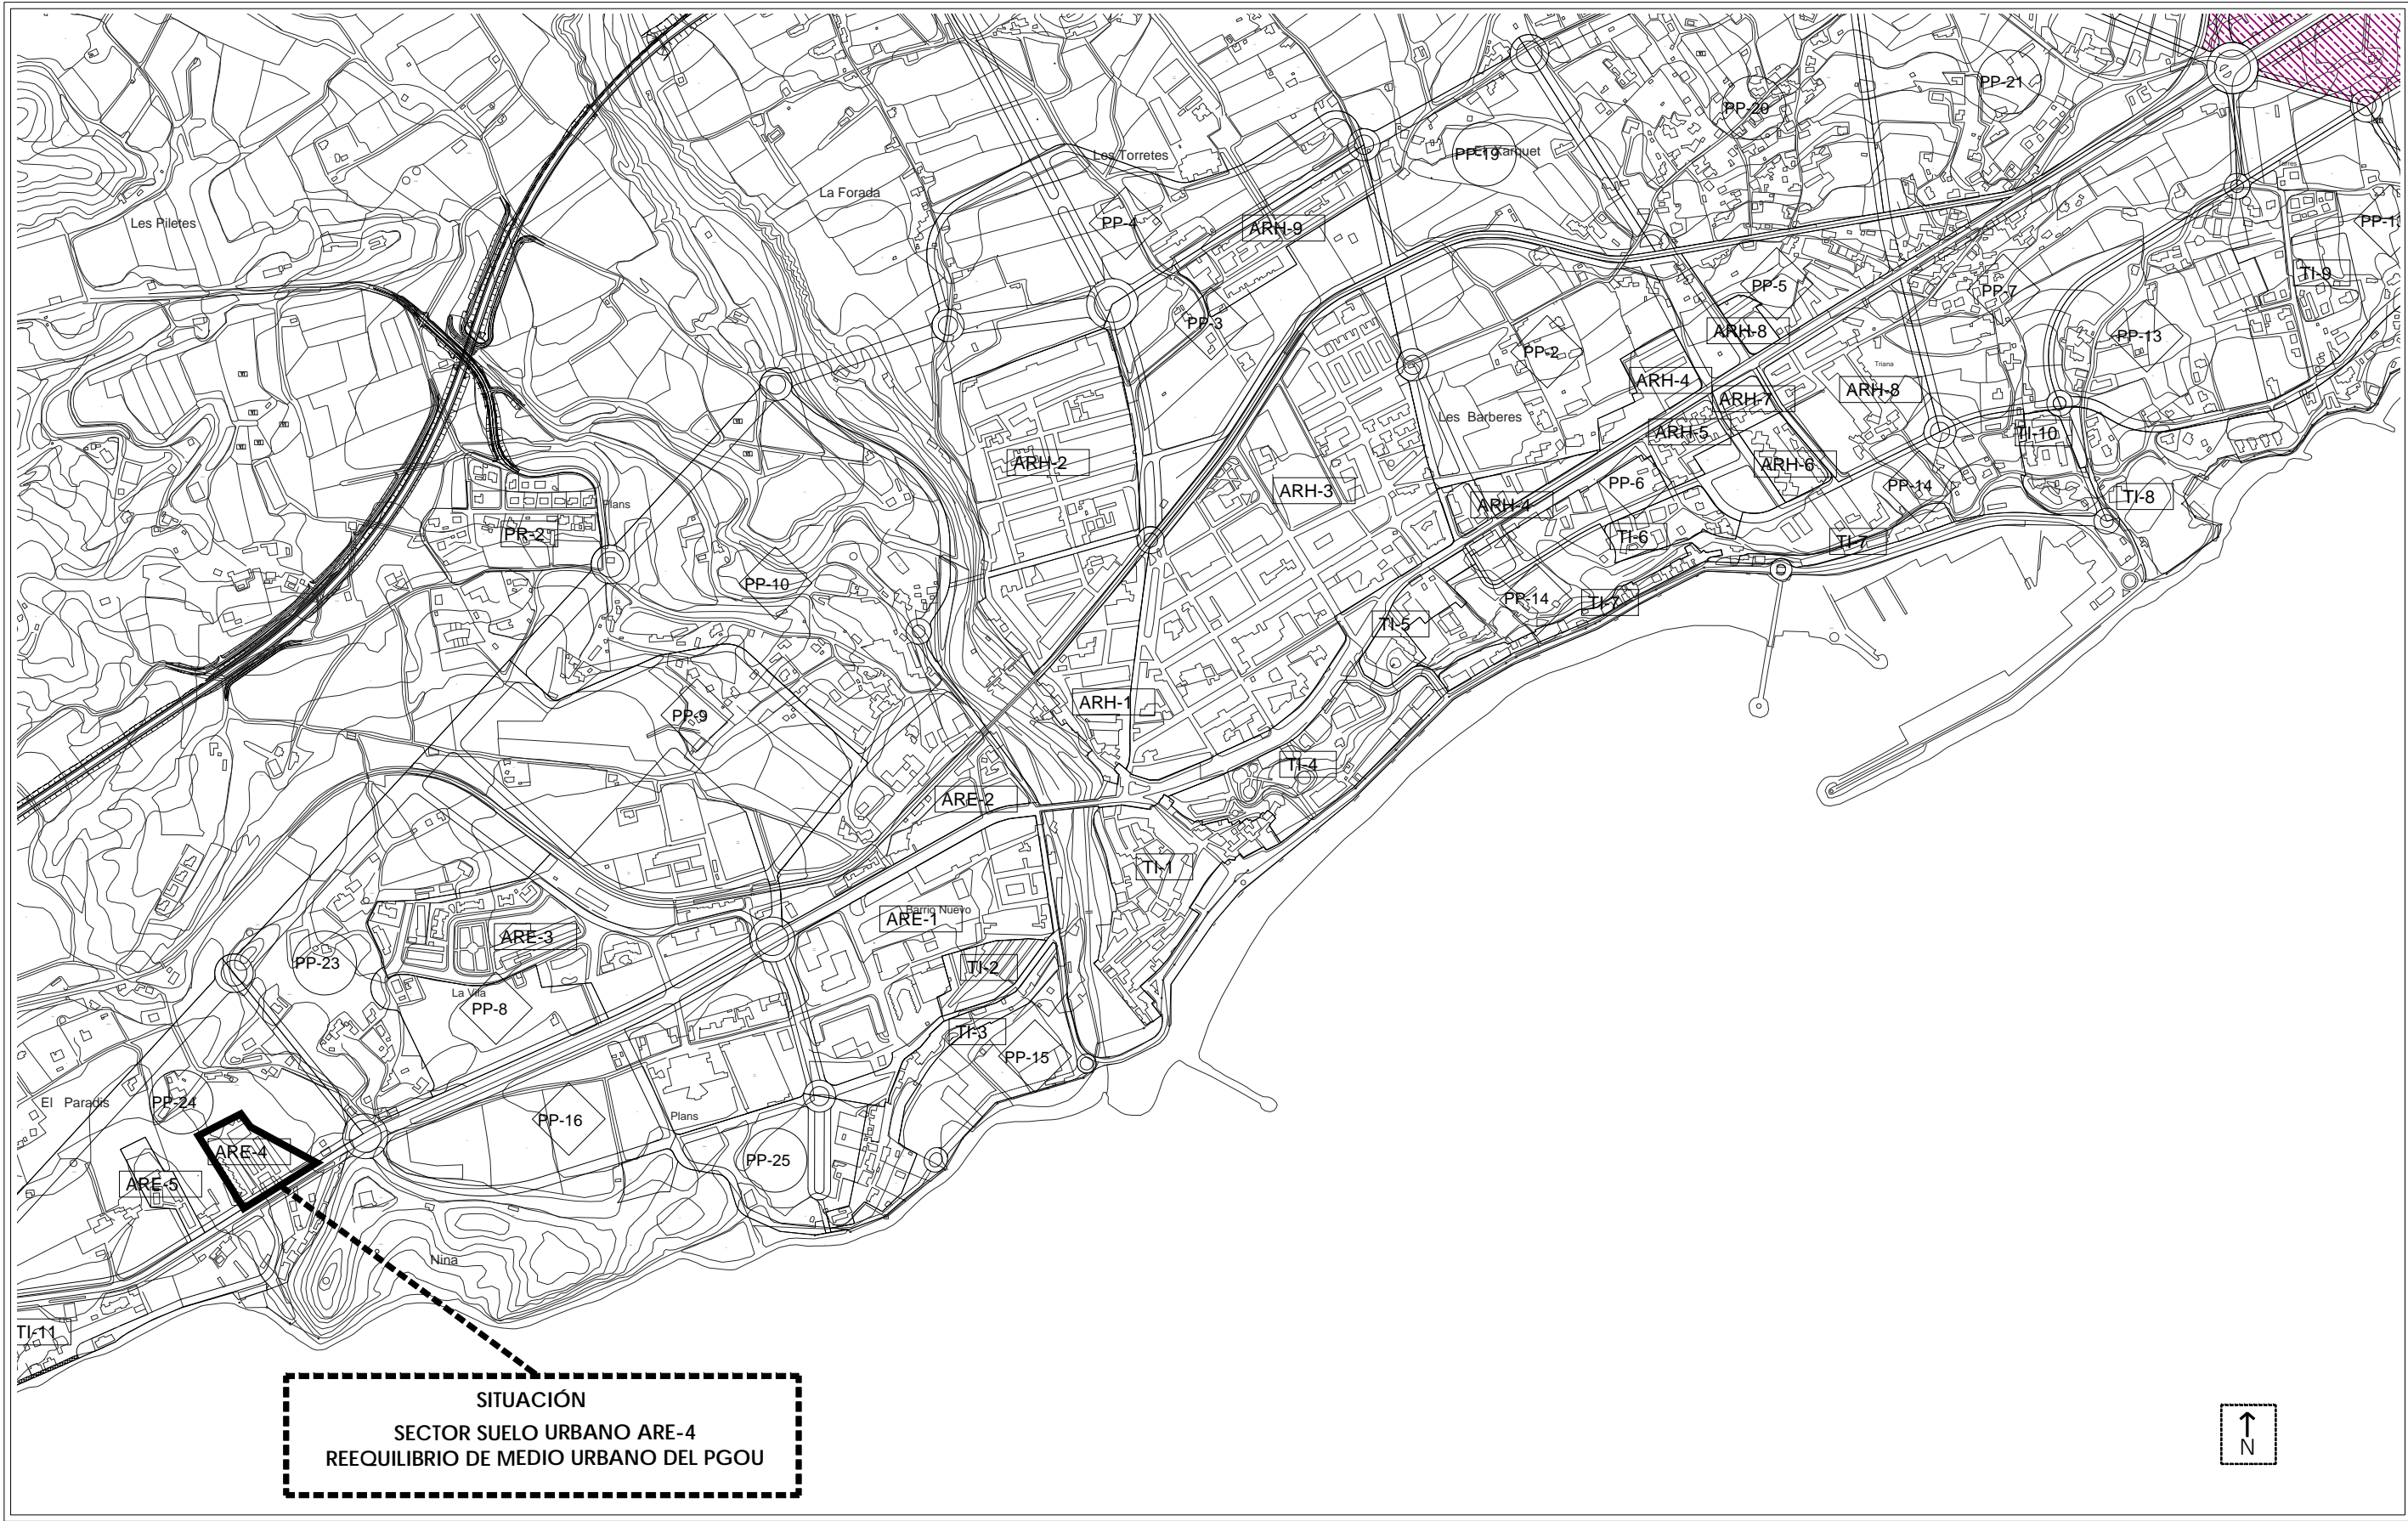 PP-21
PP-20
Les Torretes
PP-19
El Xarquet
Torres
La Forada
Les Piletes
PP-4
ARH-9
PP-1
TI-9
PP-5
PP-7
PP-3
ARH-8
PP-13
PP-2
Triana
ARH-4
ARH-7
ARH-8
Les Barberes
ARH-5
TI-10
ARH-2
ARH-6
ARH-3
PP-6
PP-14
TI-8
ARH-4
Plans
PR-2
TI-6
TI-7
PP-10
PP-14
TI-7
TI-5
ARH-1
PP-9
TI-4
ARE-2
TI-1
Barrio Nuevo
ARE-1
ARE-3
PP-23
TI-2
La Vila
PP-8
TI-3
PP-15
El Paradis
PP-24
Plans
PP-16
ARE-4
PP-25
ARE-5
Nina
TI-11
SITUACIÓN
SECTOR SUELO URBANO ARE-4
REEQUILIBRIO DE MEDIO URBANO DEL PGOU
N